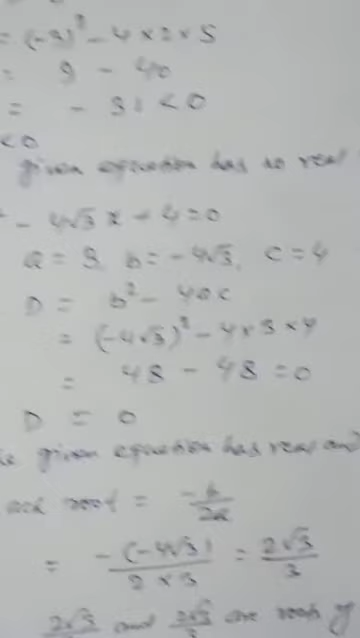 = (-3)² - 4 × 2 × 5
= 9 - 40
= - 31 < 0
< 0
given equation has no real
- 4√3 x + 4 = 0
a = 3, b = -4√3, c = 4
D = b² - 4ac
= (-4√3)² - 4 × 3 × 4
= 48 - 48 = 0
D = 0
given equation has real and
root = -b/2a
= -(-4√3)/2 × 3 = 2√3/3
2√3/3 and 2√3/3 are roots of